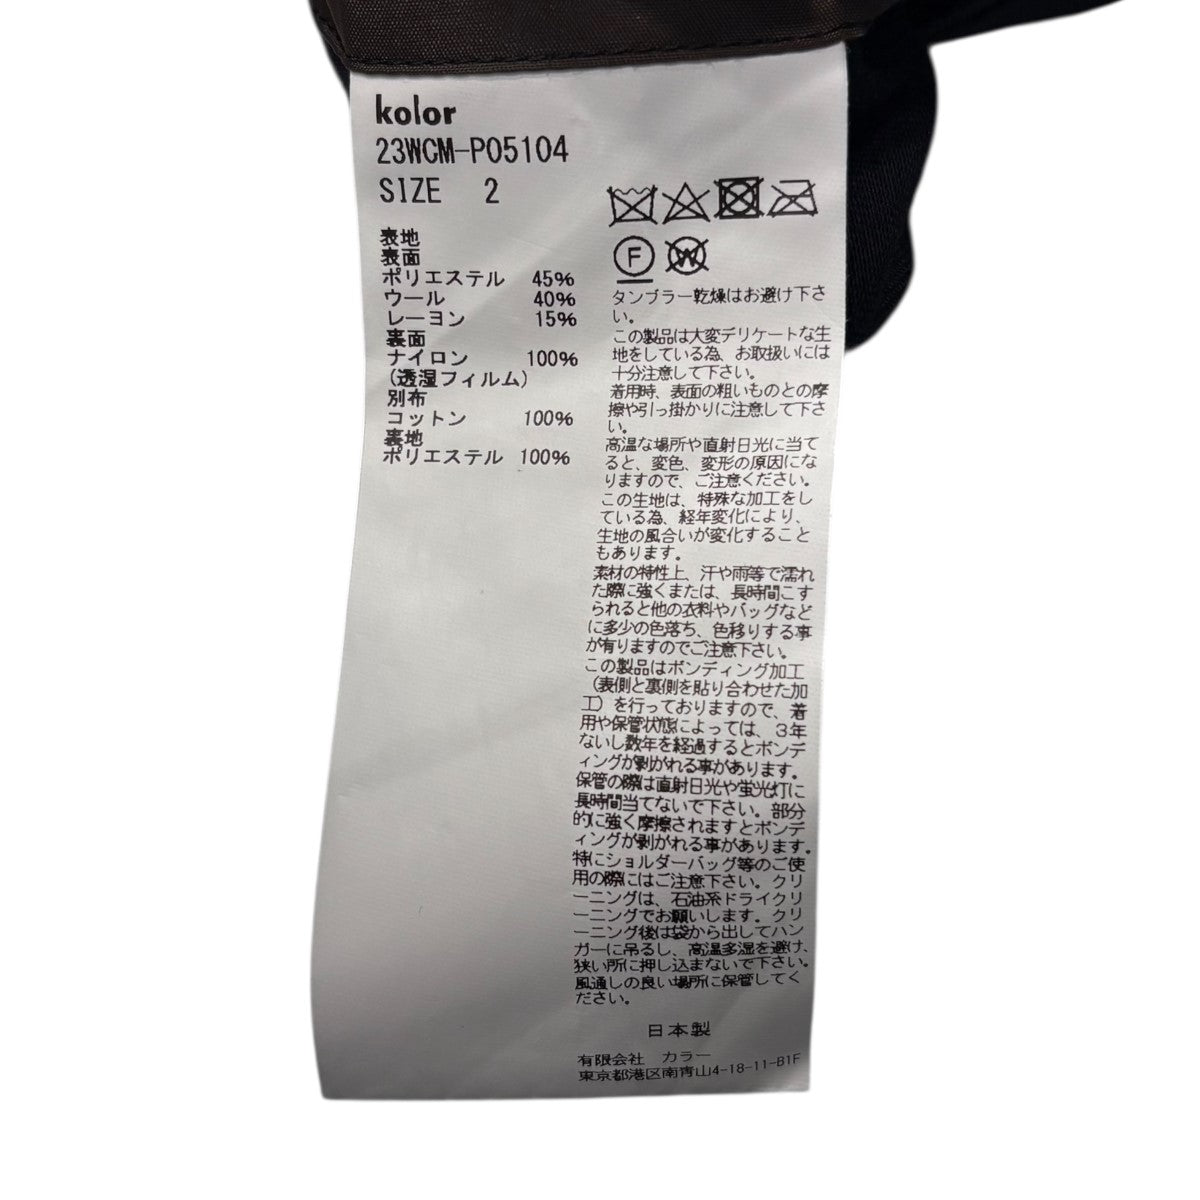 kolor
23WCM-P05104
SIZE 2
表地
表面
ポリエステル 45%
ウール 40%
レーヨン 15%
裏面
ナイロン 100%
(透湿フィルム)
別布
コットン 100%
裏地
ポリエステル 100%
F
W
タンブラー乾燥はお避け下さ
い。
この製品は大変デリケートな生
地をしている為、お取扱いには
十分注意して下さい。
着用時、表面の粗いものとの摩
擦や引っ掛かりに注意して下さ
い。
高温な場所や直射日光に当て
ると、変色、変形の原因にな
りますので、ご注意ください。
この生地は、特殊な加工をし
ている為、経年変化により、
生地の風合いが変化すること
もあります。
素材の特性上、汗や雨等で濡れ
た際に強くまたは、長時間こす
られると他の衣料やバッグなど
に多少の色落ち、色移りする事
が有りますのでご注意下さい。
この製品はボンディング加工
(表側と裏側を貼り合わせた加
工)を行っておりますので、着
用や保管状態によっては、3年
ないし数年を経過するとボンデ
ィングが剥がれる事があります。
保管の際は直射日光や蛍光灯に
長時間当てないで下さい。部分
的に強く摩擦されますとボンデ
ィングが剥がれる事があります。
特にショルダーバッグ等のご使
用の際にはご注意下さい。クリ
ーニングは、石油系ドライクリ
ーニングでお願いします。クリ
ーニング後は袋から出してハン
ガーに吊るし、高温多湿を避け、
狭い所に押し込まないで下さい。
風通しの良い場所に保管してく
ださい。
日本製
有限会社 カラー
東京都港区南青山4-18-11-B1F